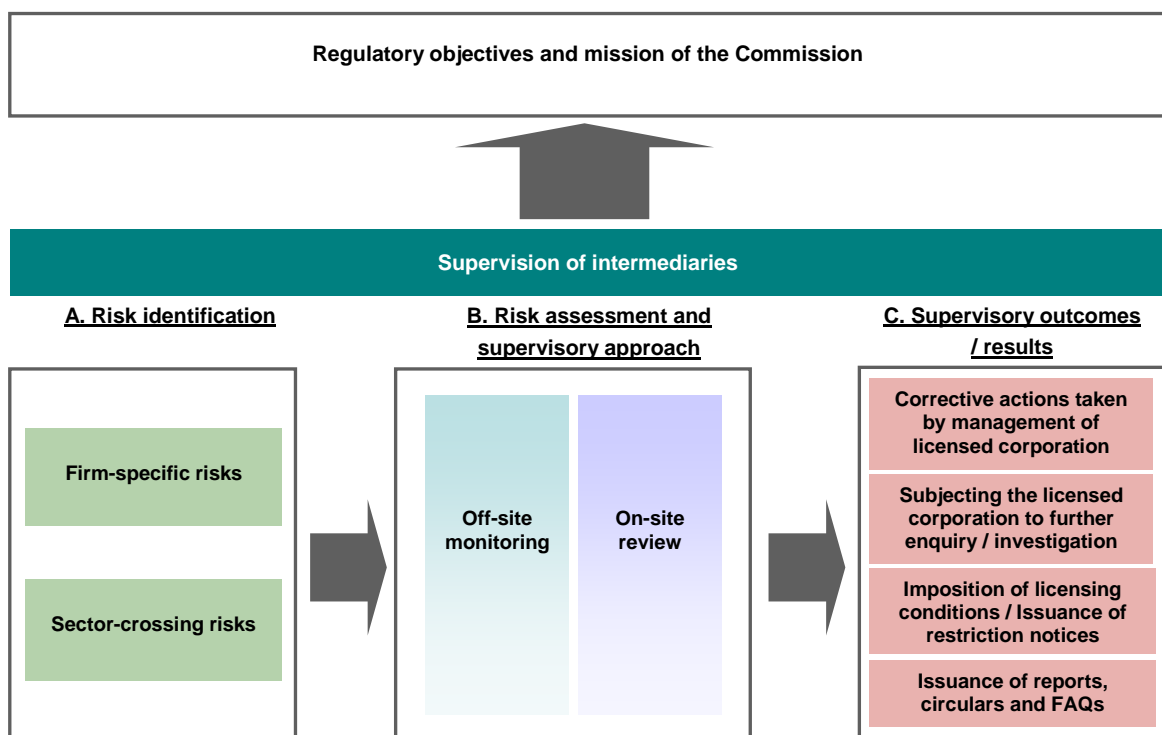 Regulatory objectives and mission of the Commission
Supervision of intermediaries
A. Risk identification
Firm-specific risks
Sector-crossing risks
B. Risk assessment and
supervisory approach
Off-site
monitoring
On-site
review
C. Supervisory outcomes
/ results
Corrective actions taken
by management of
licensed corporation
Subjecting the licensed
corporation to further
enquiry / investigation
Imposition of licensing
conditions / Issuance of
restriction notices
Issuance of reports,
circulars and FAQs